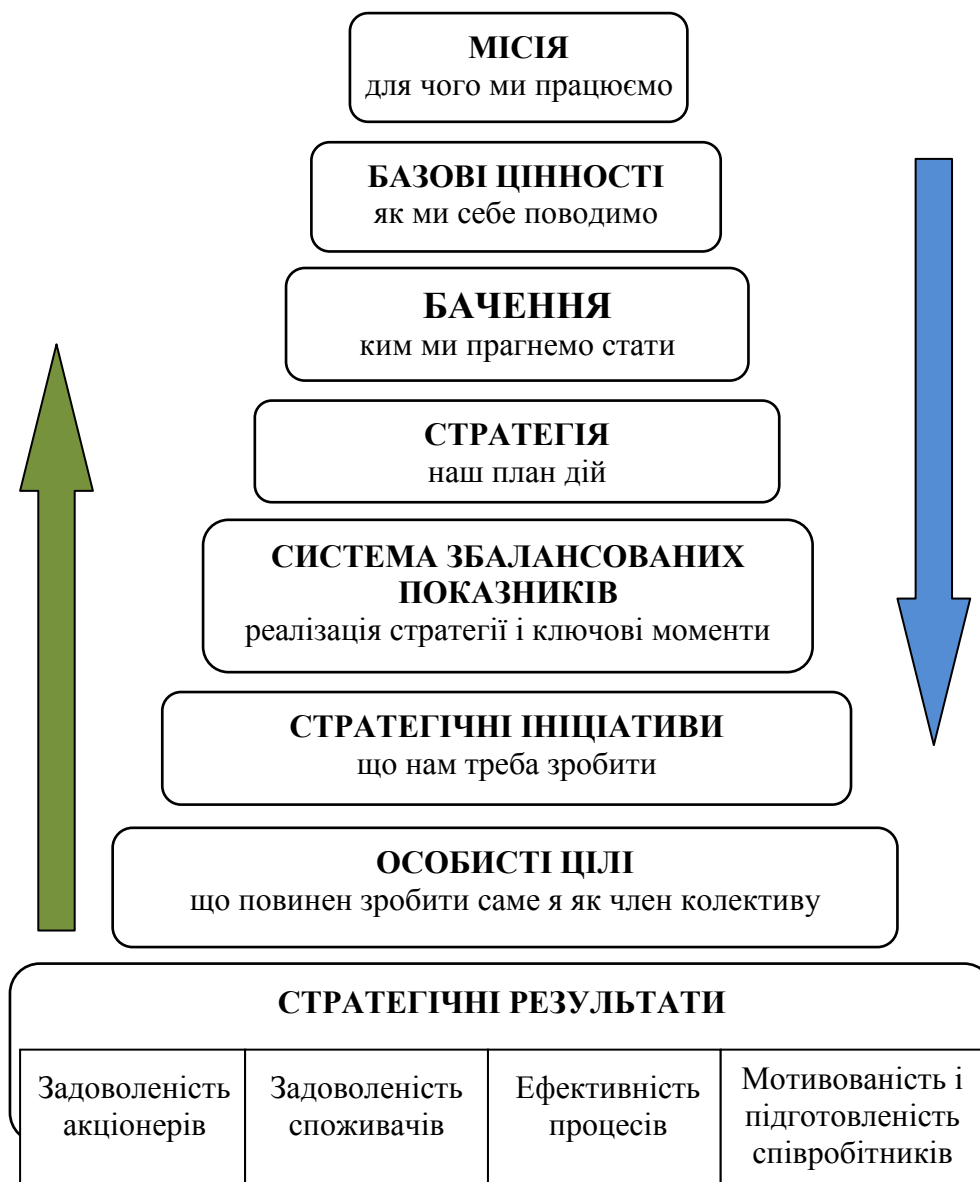 МІСІЯ
для чого ми працюємо
БАЗОВІ ЦІННОСТІ
як ми себе поводимо
БАЧЕННЯ
ким ми прагнемо стати
СТРАТЕГІЯ
наш план дій
СИСТЕМА ЗБАЛАНСОВАНИХ
ПОКАЗНИКІВ
реалізація стратегії і ключові моменти
СТРАТЕГІЧНІ ІНІЦІАТИВИ
що нам треба зробити
ОСОБИСТІ ЦІЛІ
що повинен зробити саме я як член колективу
СТРАТЕГІЧНІ РЕЗУЛЬТАТИ
Задоволеність
акціонерів
Задоволеність
споживачів
Ефективність
процесів
Мотивованість і
підготовленість
співробітників